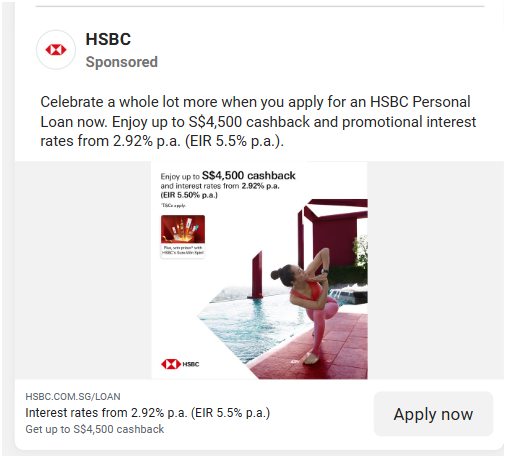 HSBC
Sponsored
Celebrate a whole lot more when you apply for an HSBC Personal
Loan now. Enjoy up to S$4,500 cashback and promotional interest
rates from 2.92% p.a. (EIR 5.5% p.a.).
Enjoy up to S$4,500 cashback
and interest rates from 2.92% p.a.
(EIR 5.50% p.a.)
*T&Cs apply.
Plus, win prizes* with
HSBC's Sure-Win Spin!
HSBC
HSBC.COM.SG/LOAN
Interest rates from 2.92% p.a. (EIR 5.5% p.a.)
Get up to S$4,500 cashback
Apply now